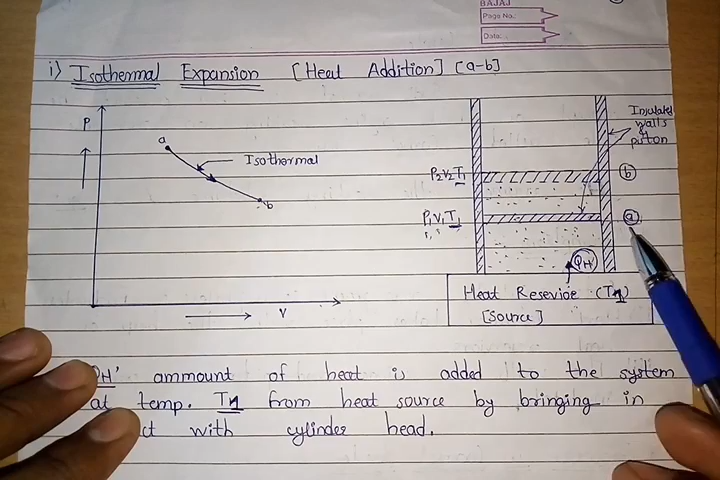 BAJAJ
Page No.
Date:
i) Isothermal Expansion [Heat Addition] [a-b]
P
a
Isothermal
b
V
Insulated
walls &
piston
P2V2T1
b
P1V1T1
a
QH
Heat Resevioe (T1)
[Source]
QH' ammount of heat is added to the system
at temp. T1 from heat source by bringing in
ct with cylinder head.